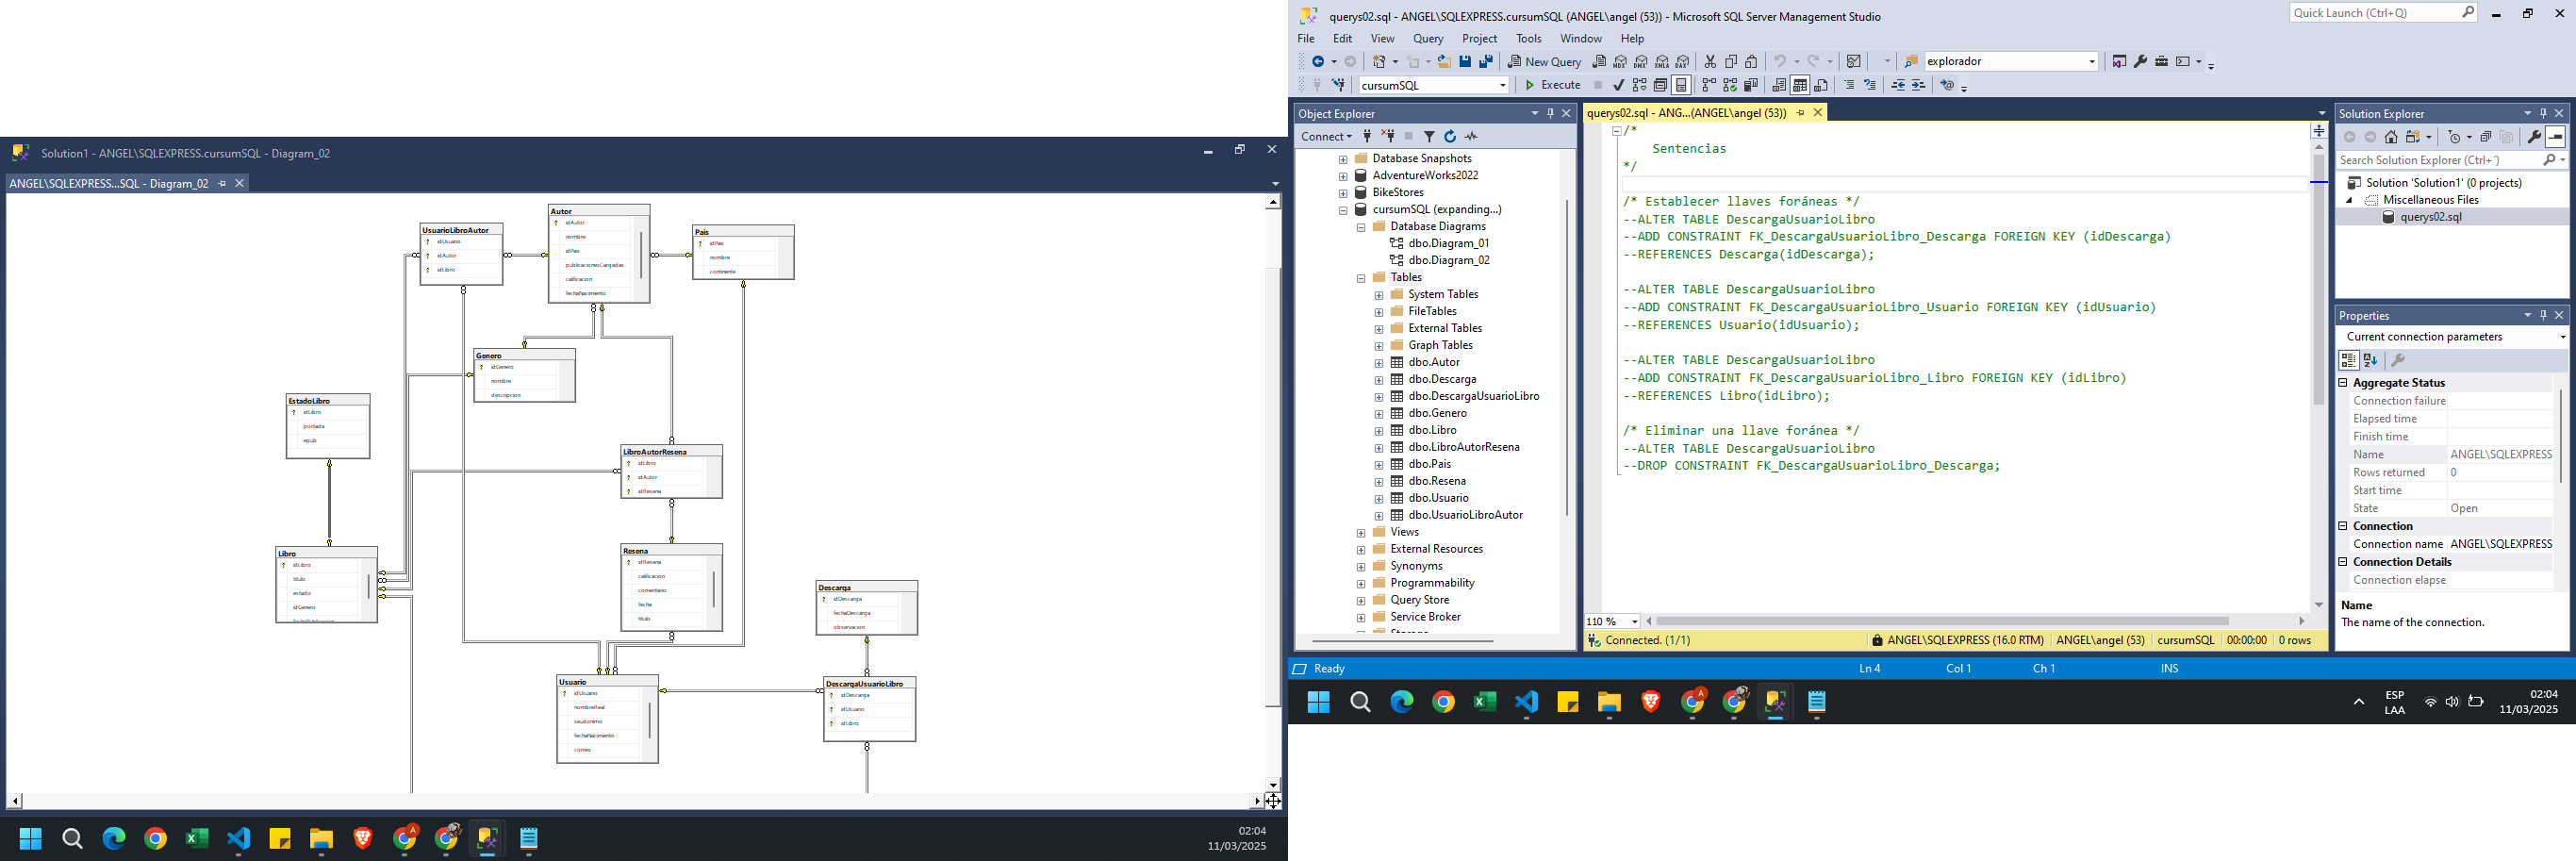 Solution1 - ANGEL\SQLEXPRESS.cursumSQL - Diagram_02
ANGEL\SQLEXPRESS...SQL - Diagram_02
Autor
idAutor
nombre
idPais
publicacionesCargadas
calificacion
fechaNacimiento
UsuarioLibroAutor
idUsuario
idAutor
idLibro
Pais
idPais
nombre
continente
Genero
idGenero
nombre
descripcion
EstadoLibro
idLibro
portada
epub
LibroAutorResena
idLibro
idAutor
idResena
Libro
idLibro
titulo
estado
idGenero
Resena
idResena
calificacion
comentario
fecha
titulo
Descarga
idDescarga
fechaDescarga
observacion
Usuario
idUsuario
nombreReal
seudonimo
fechaNacimiento
correo
DescargaUsuarioLibro
idDescarga
idUsuario
idLibro
02:04
11/03/2025
querys02.sql - ANGEL\SQLEXPRESS.cursumSQL (ANGEL\angel (53)) - Microsoft SQL Server Management Studio
Quick Launch (Ctrl+Q)
File Edit View Query Project Tools Window Help
New Query
MDX DMX XMLA DAX
explorador
cursumSQL
Execute
Object Explorer
Connect
Database Snapshots
AdventureWorks2022
BikeStores
cursumSQL (expanding...)
Database Diagrams
dbo.Diagram_01
dbo.Diagram_02
Tables
System Tables
FileTables
External Tables
Graph Tables
dbo.Autor
dbo.Descarga
dbo.DescargaUsuarioLibro
dbo.Genero
dbo.Libro
dbo.LibroAutorResena
dbo.Pais
dbo.Resena
dbo.Usuario
dbo.UsuarioLibroAutor
Views
External Resources
Synonyms
Programmability
Query Store
Service Broker
Storage
querys02.sql - ANG...(ANGEL\angel (53))
/*
Sentencias
*/
/* Establecer llaves foráneas */
--ALTER TABLE DescargaUsuarioLibro
--ADD CONSTRAINT FK_DescargaUsuarioLibro_Descarga FOREIGN KEY (idDescarga)
--REFERENCES Descarga(idDescarga);
--ALTER TABLE DescargaUsuarioLibro
--ADD CONSTRAINT FK_DescargaUsuarioLibro_Usuario FOREIGN KEY (idUsuario)
--REFERENCES Usuario(idUsuario);
--ALTER TABLE DescargaUsuarioLibro
--ADD CONSTRAINT FK_DescargaUsuarioLibro_Libro FOREIGN KEY (idLibro)
--REFERENCES Libro(idLibro);
/* Eliminar una llave foránea */
--ALTER TABLE DescargaUsuarioLibro
--DROP CONSTRAINT FK_DescargaUsuarioLibro_Descarga;
110 %
Connected. (1/1)
ANGEL\SQLEXPRESS (16.0 RTM) ANGEL\angel (53) cursumSQL 00:00:00 0 rows
Solution Explorer
Search Solution Explorer (Ctrl+´)
Solution 'Solution1' (0 projects)
Miscellaneous Files
querys02.sql
Properties
Current connection parameters
Aggregate Status
Connection failure
Elapsed time
Finish time
Name ANGEL\SQLEXPRESS
Rows returned 0
Start time
State Open
Connection
Connection name ANGEL\SQLEXPRESS
Connection Details
Connection elapse
Name
The name of the connection.
Ready
Ln 4 Col 1 Ch 1 INS
ESP
LAA
02:04
11/03/2025